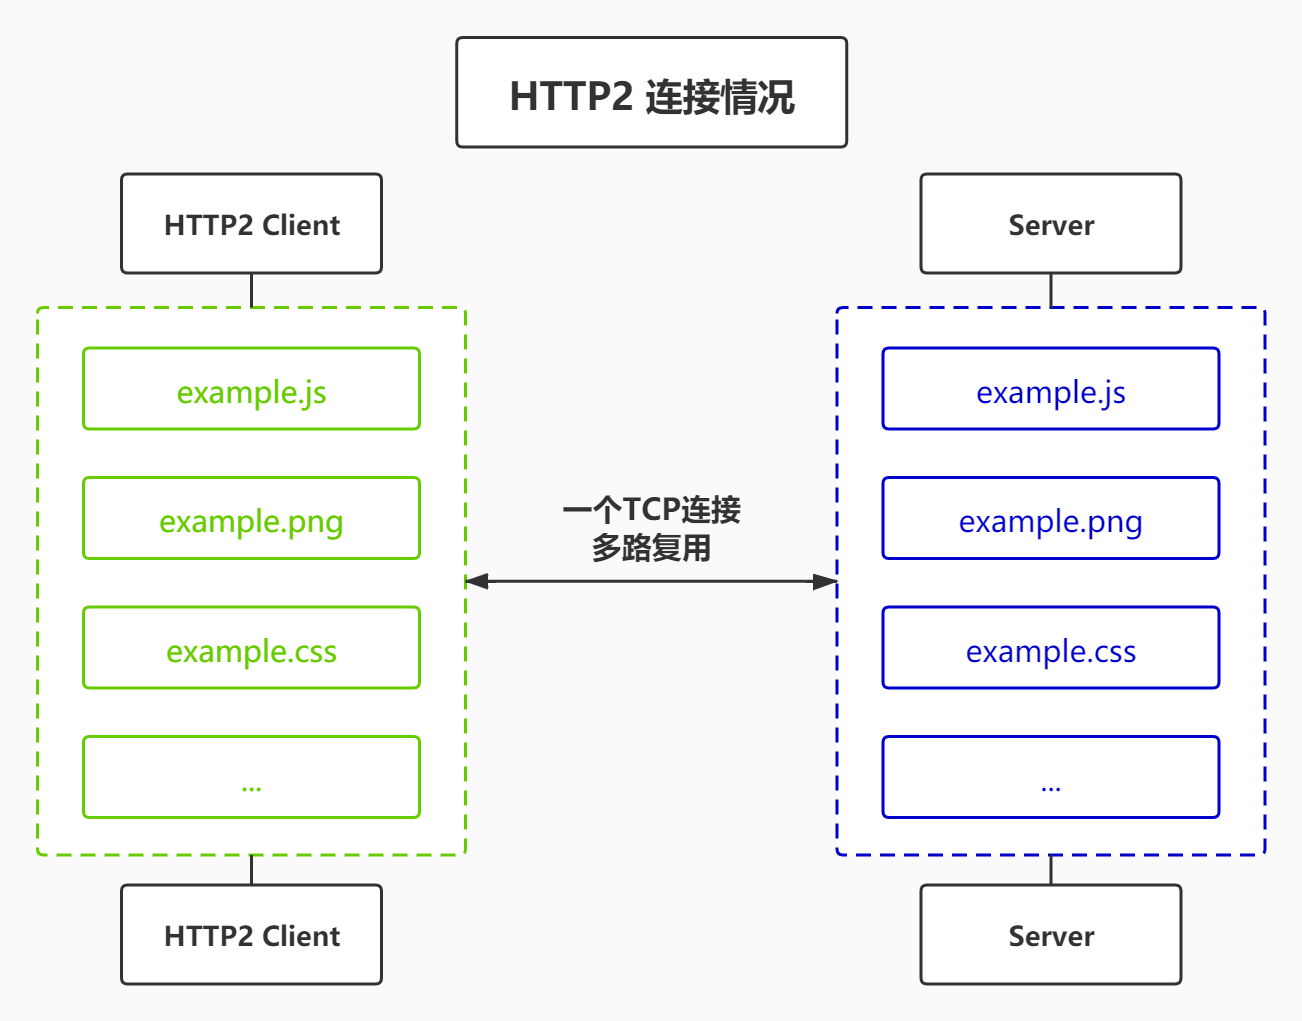 HTTP2 连接情况
HTTP2 Client
Server
example.js
example.png
example.css
...
一个TCP连接
多路复用
example.js
example.png
example.css
...
HTTP2 Client
Server